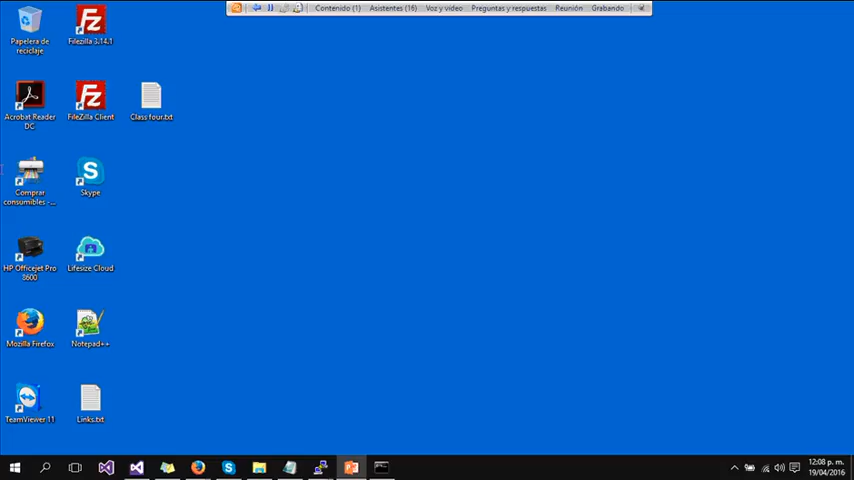 Contenido (1) Asistentes (16) Voz y vídeo Preguntas y respuestas Reunión Grabando
Papelera de
reciclaje
Filezilla 3.14.1
Acrobat Reader
DC
FileZilla Client
Class four.txt
Comprar
consumibles -...
Skype
HP Officejet Pro
8600
Lifesize Cloud
Mozilla Firefox
Notepad++
TeamViewer 11
Links.txt
12:08 p. m.
19/04/2016